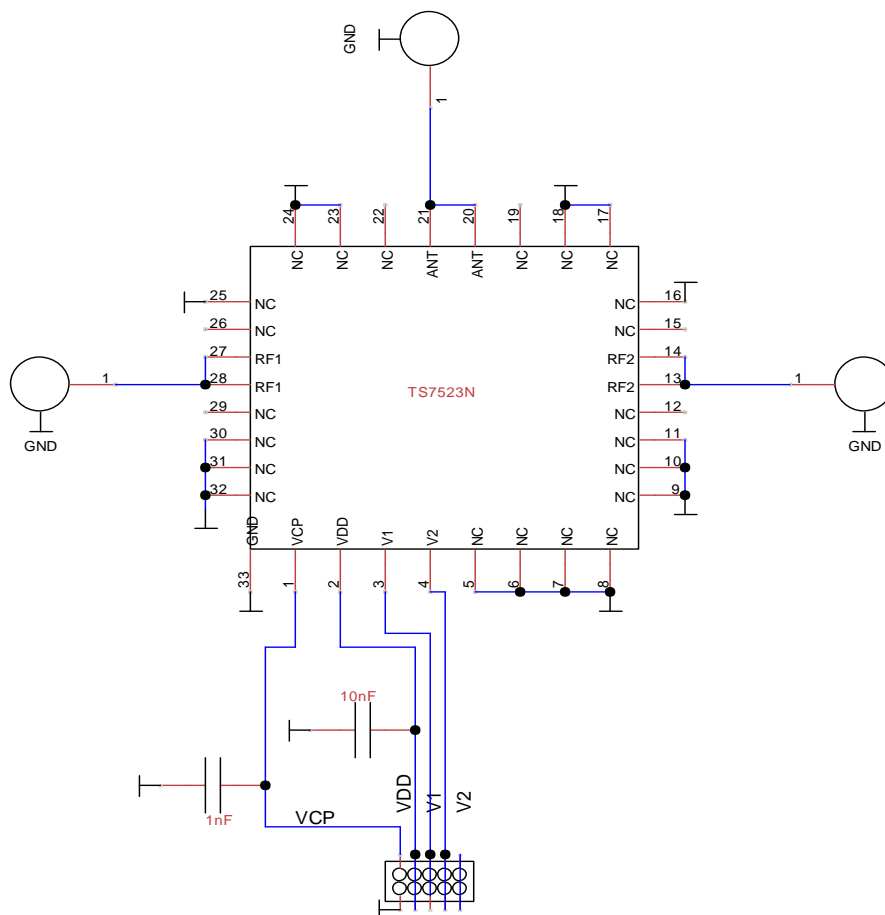 GND
1
24
23
22
21
20
19
18
17
NC
NC
NC
ANT
ANT
NC
NC
NC
25
NC
NC
16
26
NC
NC
15
27
RF1
RF2
14
1
28
RF1
TS7523N
RF2
13
1
29
NC
NC
12
GND
30
NC
NC
11
GND
31
NC
NC
10
32
NC
NC
9
GND
VCP
VDD
V1
V2
NC
NC
NC
NC
33
1
2
3
4
5
6
7
8
10nF
VDD
V1
V2
1nF
VCP